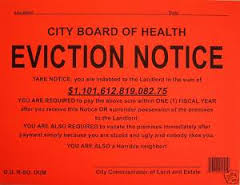 CITY BOARD OF HEALTH
EVICTION NOTICE
TAKE NOTICE: you are indebted to the Landlord in the sum of
$1,101,612,819,082.75
YOU ARE REQUIRED to pay the above sum within ONE (1) FISCAL YEAR
after you receive this NOTICE OR surrender possession of the premises
to the Landlord.
YOU ARE ALSO REQUIRED to vacate the premises immediately after
payment simply because you are stupid and ugly and nobody likes you.
YOU ARE ALSO a horrible neighbor!
City Commissioner of Land and Estate